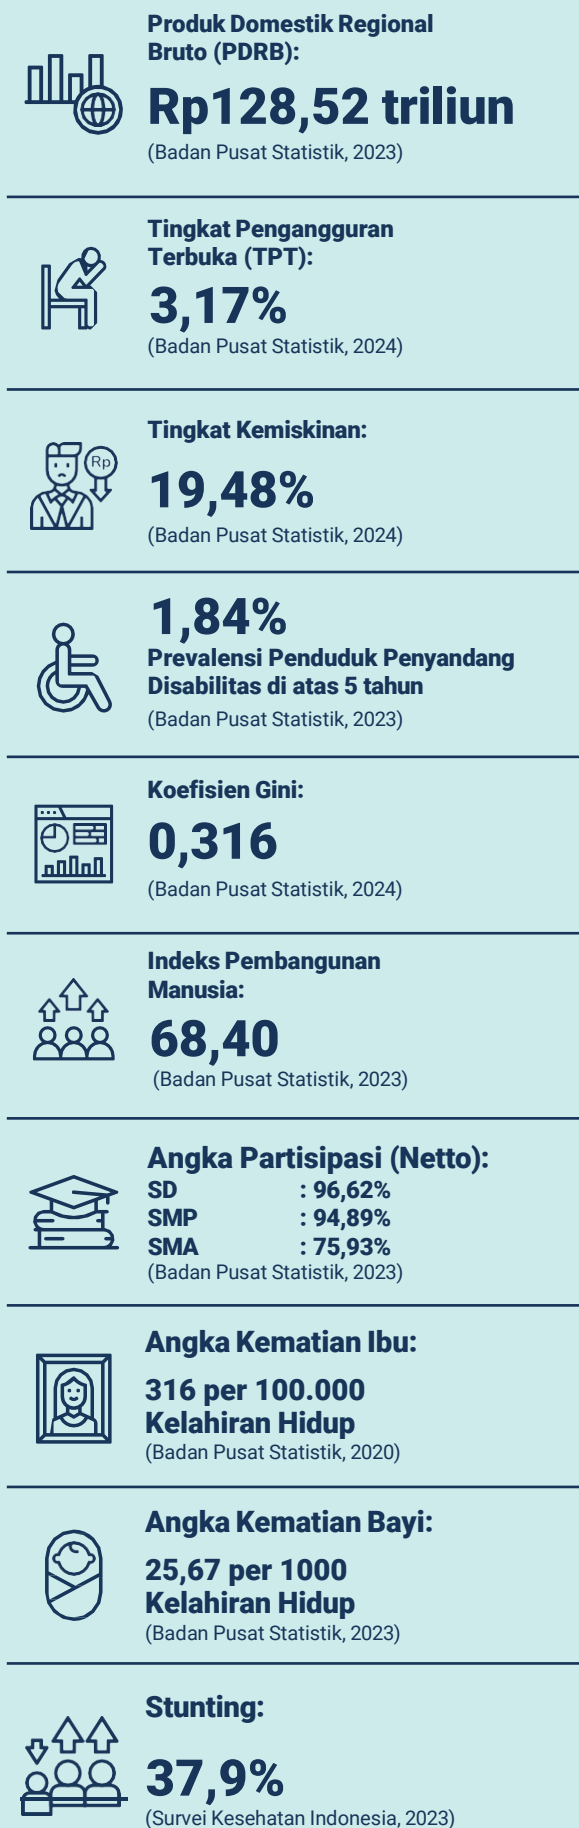 Produk Domestik Regional
Bruto (PDRB):
Rp128,52 triliun
(Badan Pusat Statistik, 2023)
Tingkat Pengangguran
Terbuka (TPT):
3,17%
(Badan Pusat Statistik, 2024)
Tingkat Kemiskinan:
Rp
19,48%
(Badan Pusat Statistik, 2024)
1,84%
Prevalensi Penduduk Penyandang
Disabilitas di atas 5 tahun
(Badan Pusat Statistik, 2023)
Koefisien Gini:
0,316
(Badan Pusat Statistik, 2024)
Indeks Pembangunan
Manusia:
68,40
(Badan Pusat Statistik, 2023)
Angka Partisipasi (Netto):
SD : 96,62%
SMP : 94,89%
SMA : 75,93%
(Badan Pusat Statistik, 2023)
Angka Kematian Ibu:
316 per 100.000
Kelahiran Hidup
(Badan Pusat Statistik, 2020)
Angka Kematian Bayi:
25,67 per 1000
Kelahiran Hidup
(Badan Pusat Statistik, 2023)
Stunting:
37,9%
(Survei Kesehatan Indonesia, 2023)